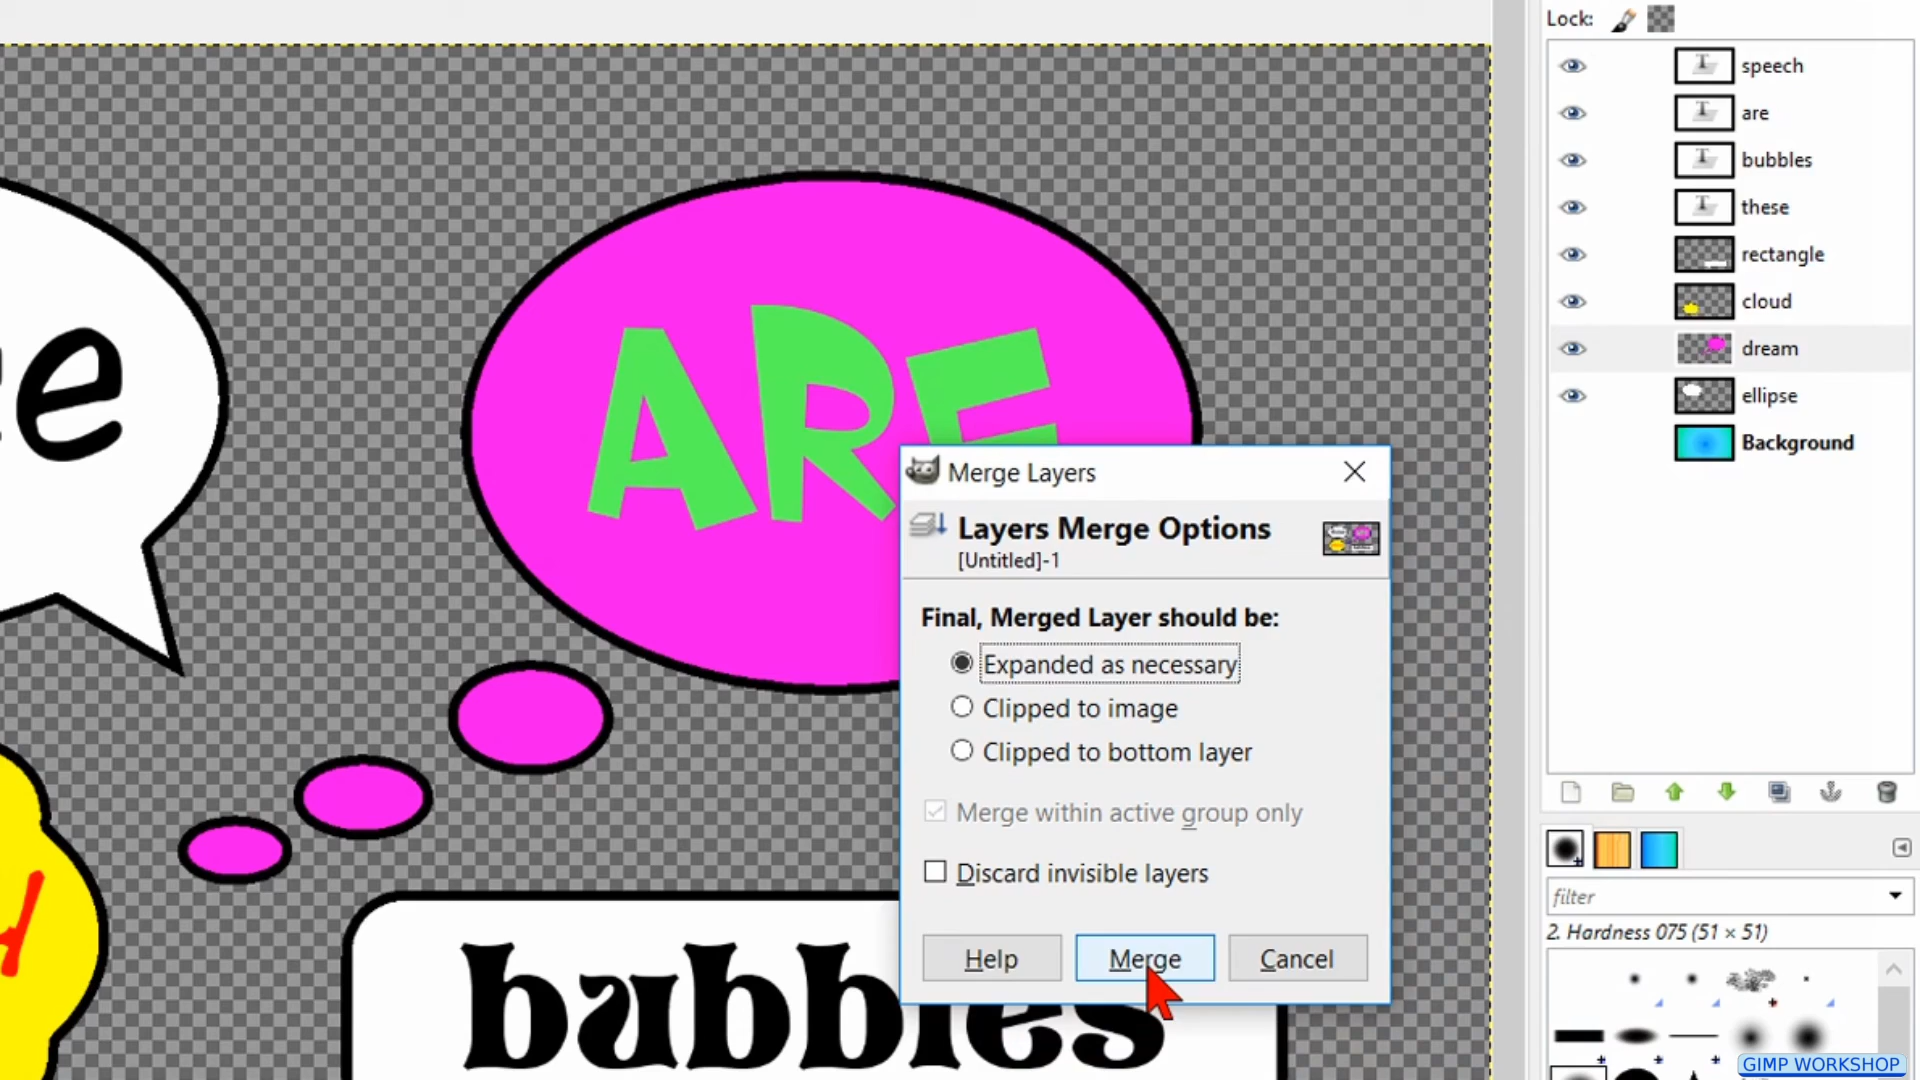 Lock:
speech
are
bubbles
these
rectangle
cloud
dream
ellipse
Background
e
ARE
Merge Layers
Layers Merge Options
[Untitled]-1
Final, Merged Layer should be:
Expanded as necessary
Clipped to image
Clipped to bottom layer
Merge within active group only
Discard invisible layers
Help
Merge
Cancel
bubbles
filter
2. Hardness 075 (51 × 51)
GIMP WORKSHOP